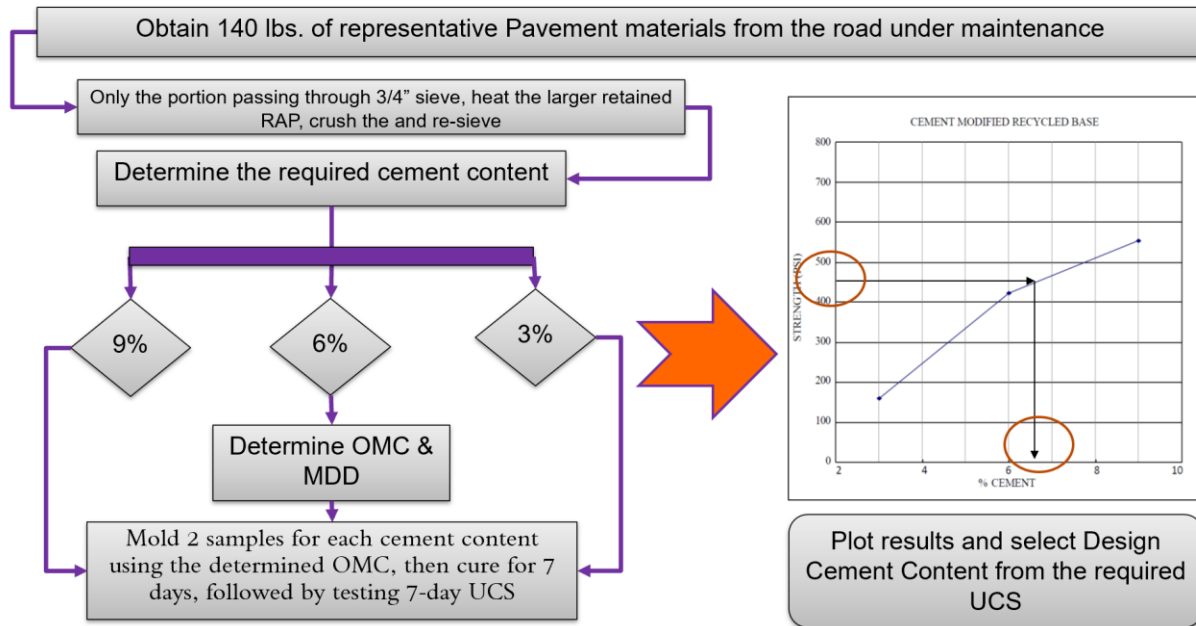 Obtain 140 lbs. of representative Pavement materials from the road under maintenance
Only the portion passing through 3/4" sieve, heat the larger retained
RAP, crush the and re-sieve
Determine the required cement content
9%
6%
3%
Determine OMC &
MDD
Mold 2 samples for each cement content
using the determined OMC, then cure for 7
days, followed by testing 7-day UCS
CEMENT MODIFIED RECYCLED BASE
STRENGTH (PSI)
800
700
600
500
400
300
200
100
0
2
4
6
8
10
% CEMENT
Plot results and select Design
Cement Content from the required
UCS